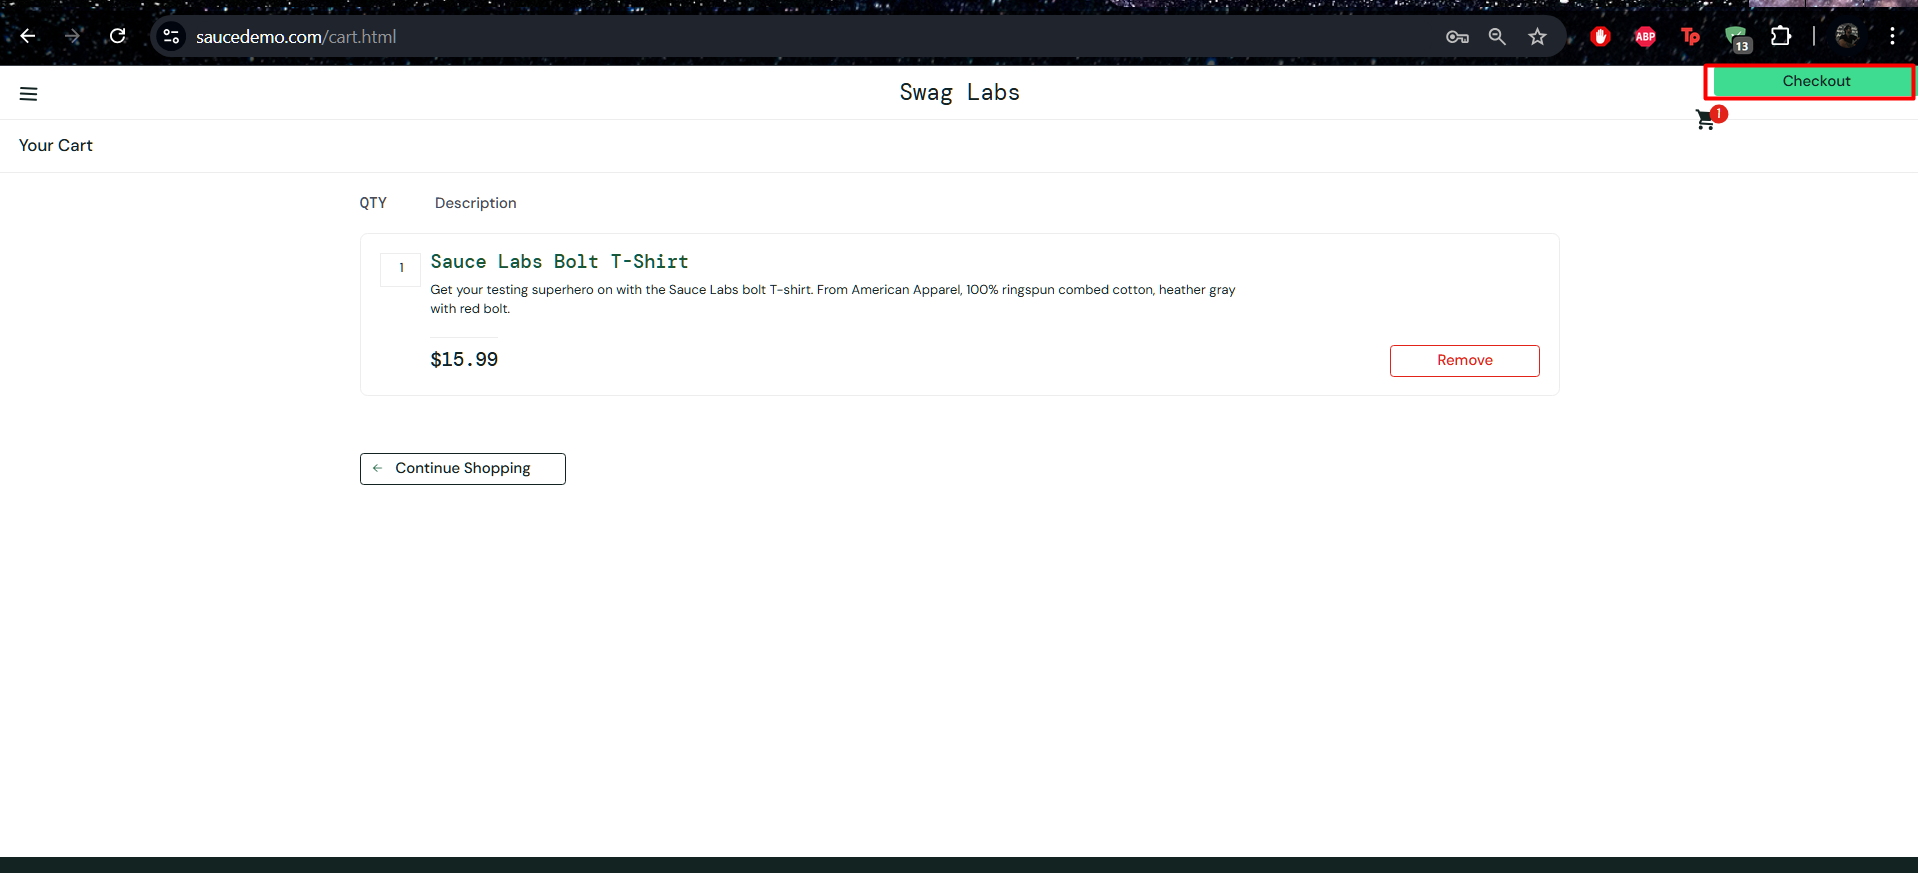 saucedemo.com/cart.html
ABP
Tp
13
Swag Labs
Checkout
1
Your Cart
QTY Description
1
Sauce Labs Bolt T-Shirt
Get your testing superhero on with the Sauce Labs bolt T-shirt. From American Apparel, 100% ringspun combed cotton, heather gray
with red bolt.
$15.99
Remove
← Continue Shopping